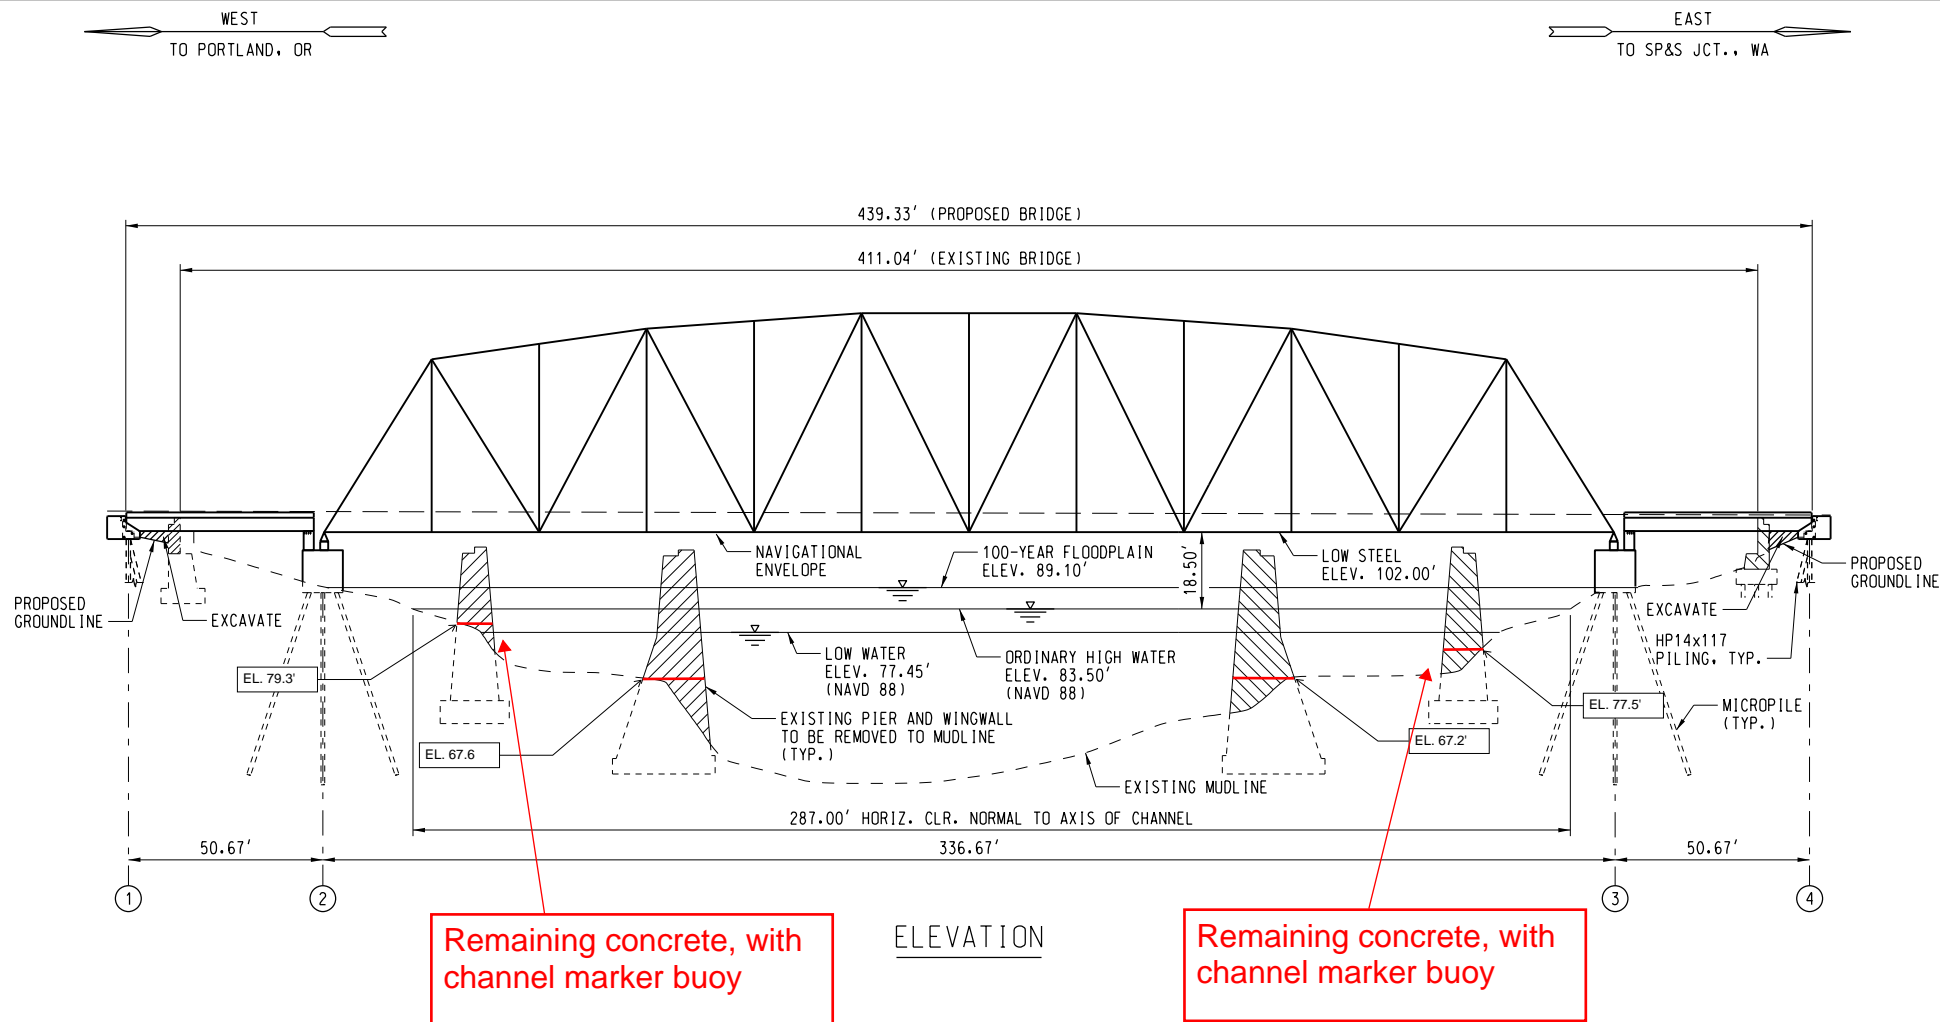 WEST
TO PORTLAND, OR
EAST
TO SP&S JCT., WA
439.33' (PROPOSED BRIDGE)
411.04' (EXISTING BRIDGE)
NAVIGATIONAL
ENVELOPE
100-YEAR FLOODPLAIN
ELEV. 89.10'
18.50'
LOW STEEL
ELEV. 102.00'
PROPOSED
GROUNDLINE
PROPOSED
GROUNDLINE
EXCAVATE
EXCAVATE
HP14x117
PILING, TYP.
LOW WATER
ELEV. 77.45'
(NAVD 88)
ORDINARY HIGH WATER
ELEV. 83.50'
(NAVD 88)
EL. 79.3'
EL. 77.5'
MICROPILE
(TYP.)
EXISTING PIER AND WINGWALL
TO BE REMOVED TO MUDLINE
(TYP.)
EL. 67.6
EL. 67.2'
EXISTING MUDLINE
287.00' HORIZ. CLR. NORMAL TO AXIS OF CHANNEL
50.67'
336.67'
50.67'
1
2
3
4
Remaining concrete, with
channel marker buoy
ELEVATION
Remaining concrete, with
channel marker buoy